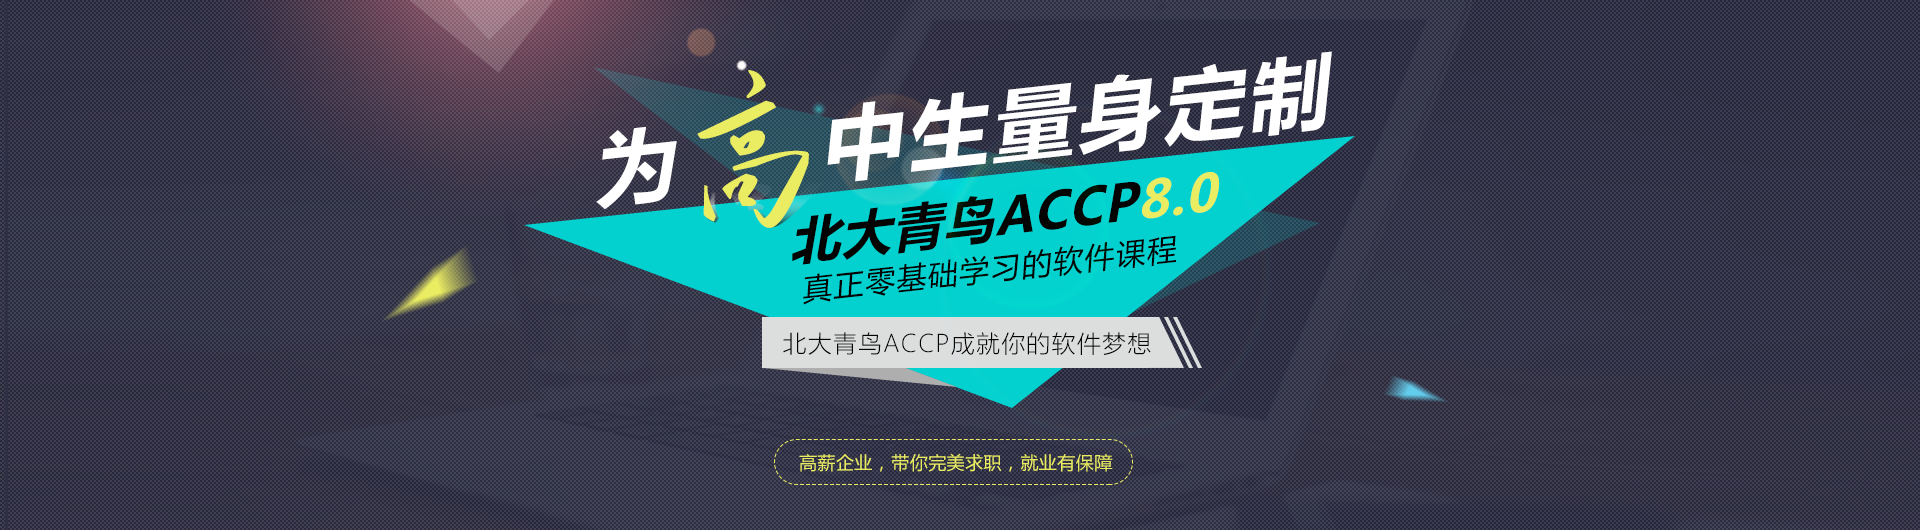 为高中生量身定制
北大青鸟ACCP8.0
真正零基础学习的软件课程
北大青鸟ACCP成就你的软件梦想
高薪企业，带你完美求职，就业有保障